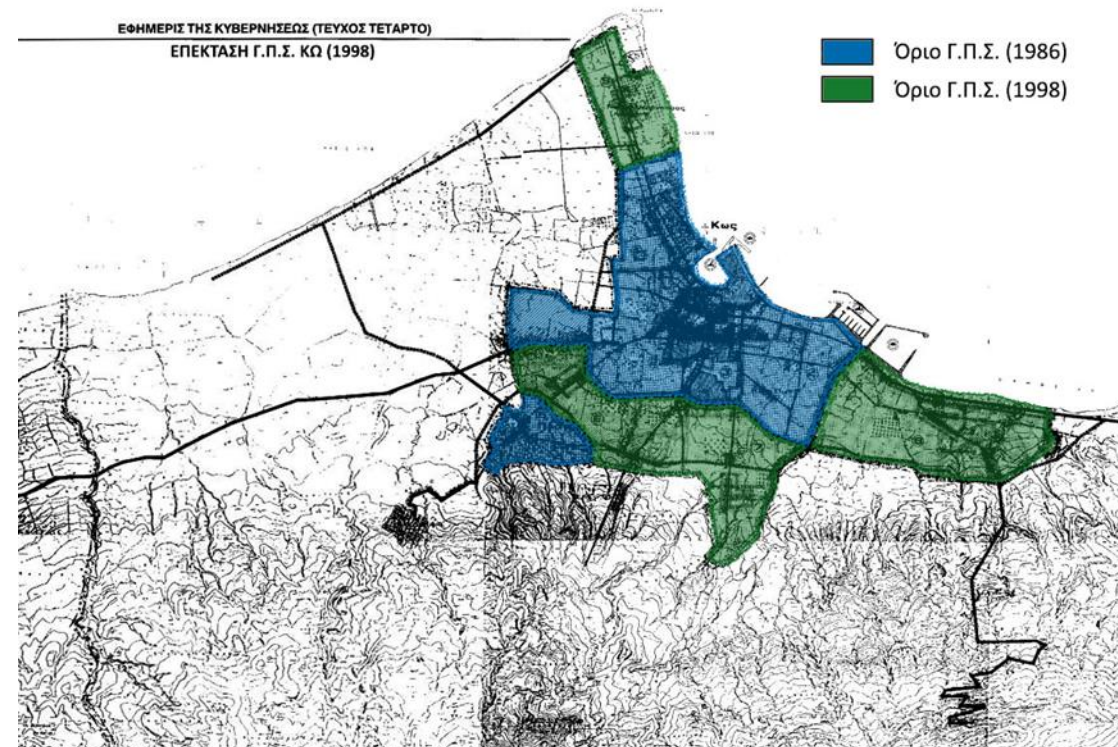 ΕΦΗΜΕΡΙΣ ΤΗΣ ΚΥΒΕΡΝΗΣΕΩΣ (ΤΕΥΧΟΣ ΤΕΤΑΡΤΟ)
ΕΠΕΚΤΑΣΗ Γ.Π.Σ. ΚΩ (1998)
Όριο Γ.Π.Σ. (1986)
Όριο Γ.Π.Σ. (1998)
Κως